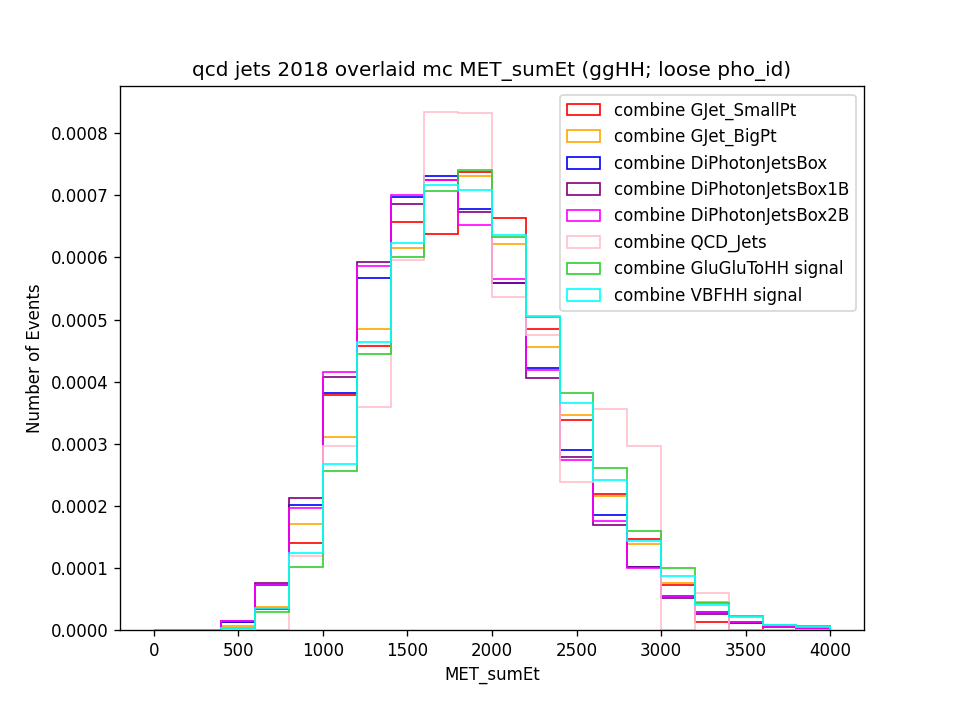 qcd jets 2018 overlaid mc MET_sumEt (ggHH; loose pho_id)
combine GJet_SmallPt
combine GJet_BigPt
combine DiPhotonJetsBox
combine DiPhotonJetsBox1B
combine DiPhotonJetsBox2B
combine QCD_Jets
combine GluGluToHH signal
combine VBFHH signal
Number of Events
0.0008
0.0007
0.0006
0.0005
0.0004
0.0003
0.0002
0.0001
0.0000
0 500 1000 1500 2000 2500 3000 3500 4000
MET_sumEt